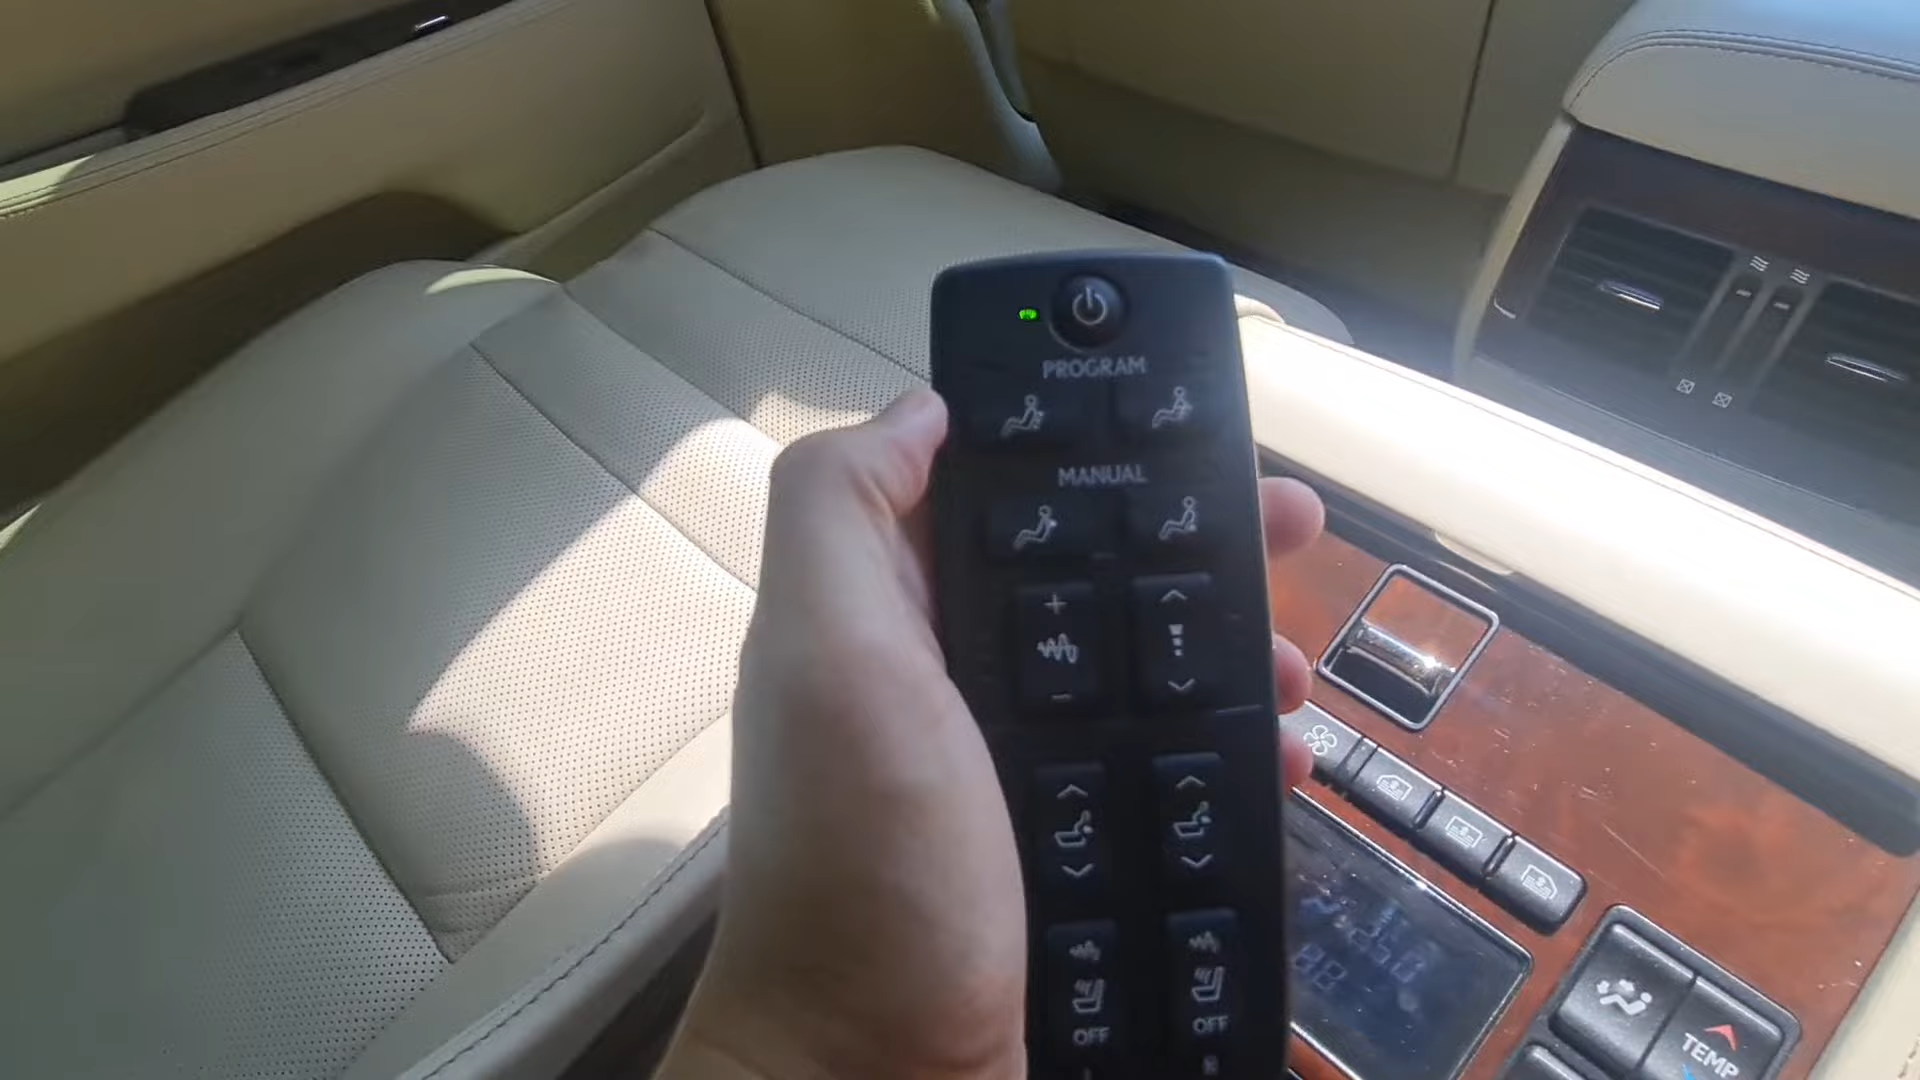 PROGRAM
MANUAL
+
-
OFF OFF
TEMP